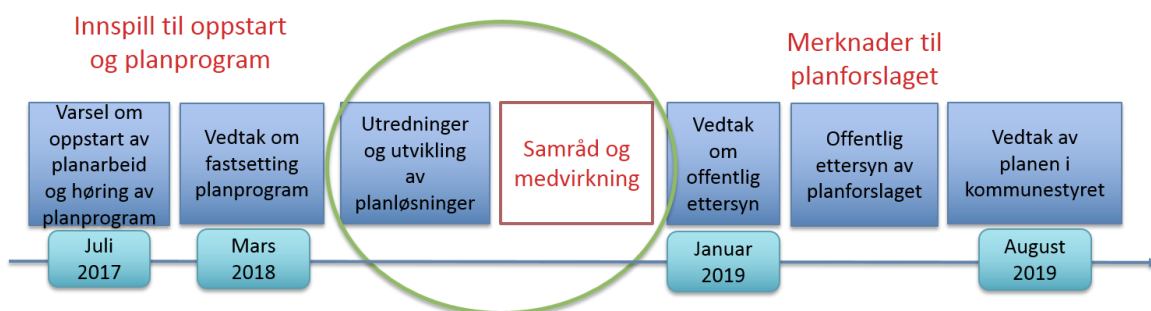 Innspill til oppstart
og planprogram
Merknader til
planforslaget
Varsel om
oppstart av
planarbeid
og høring av
planprogram
Vedtak om
fastsetting
planprogram
Utredninger
og utvikling
av
planløsninger
Samråd og
medvirkning
Vedtak
om
offentlig
ettersyn
Offentlig
ettersyn av
planforslaget
Vedtak av
planen i
kommunestyret
Juli
2017
Mars
2018
Januar
2019
August
2019